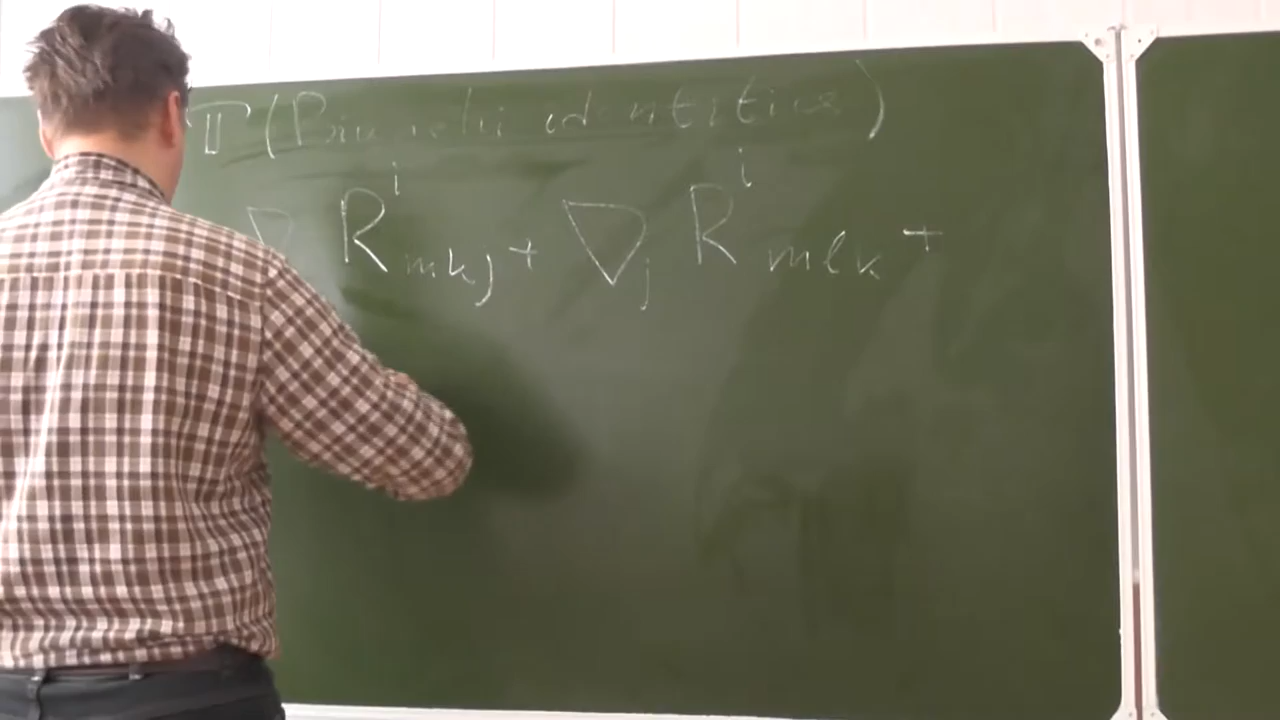 T (Bianchi identities)
∇ R^i_{mkj} + ∇_j R^i_{mlk} +